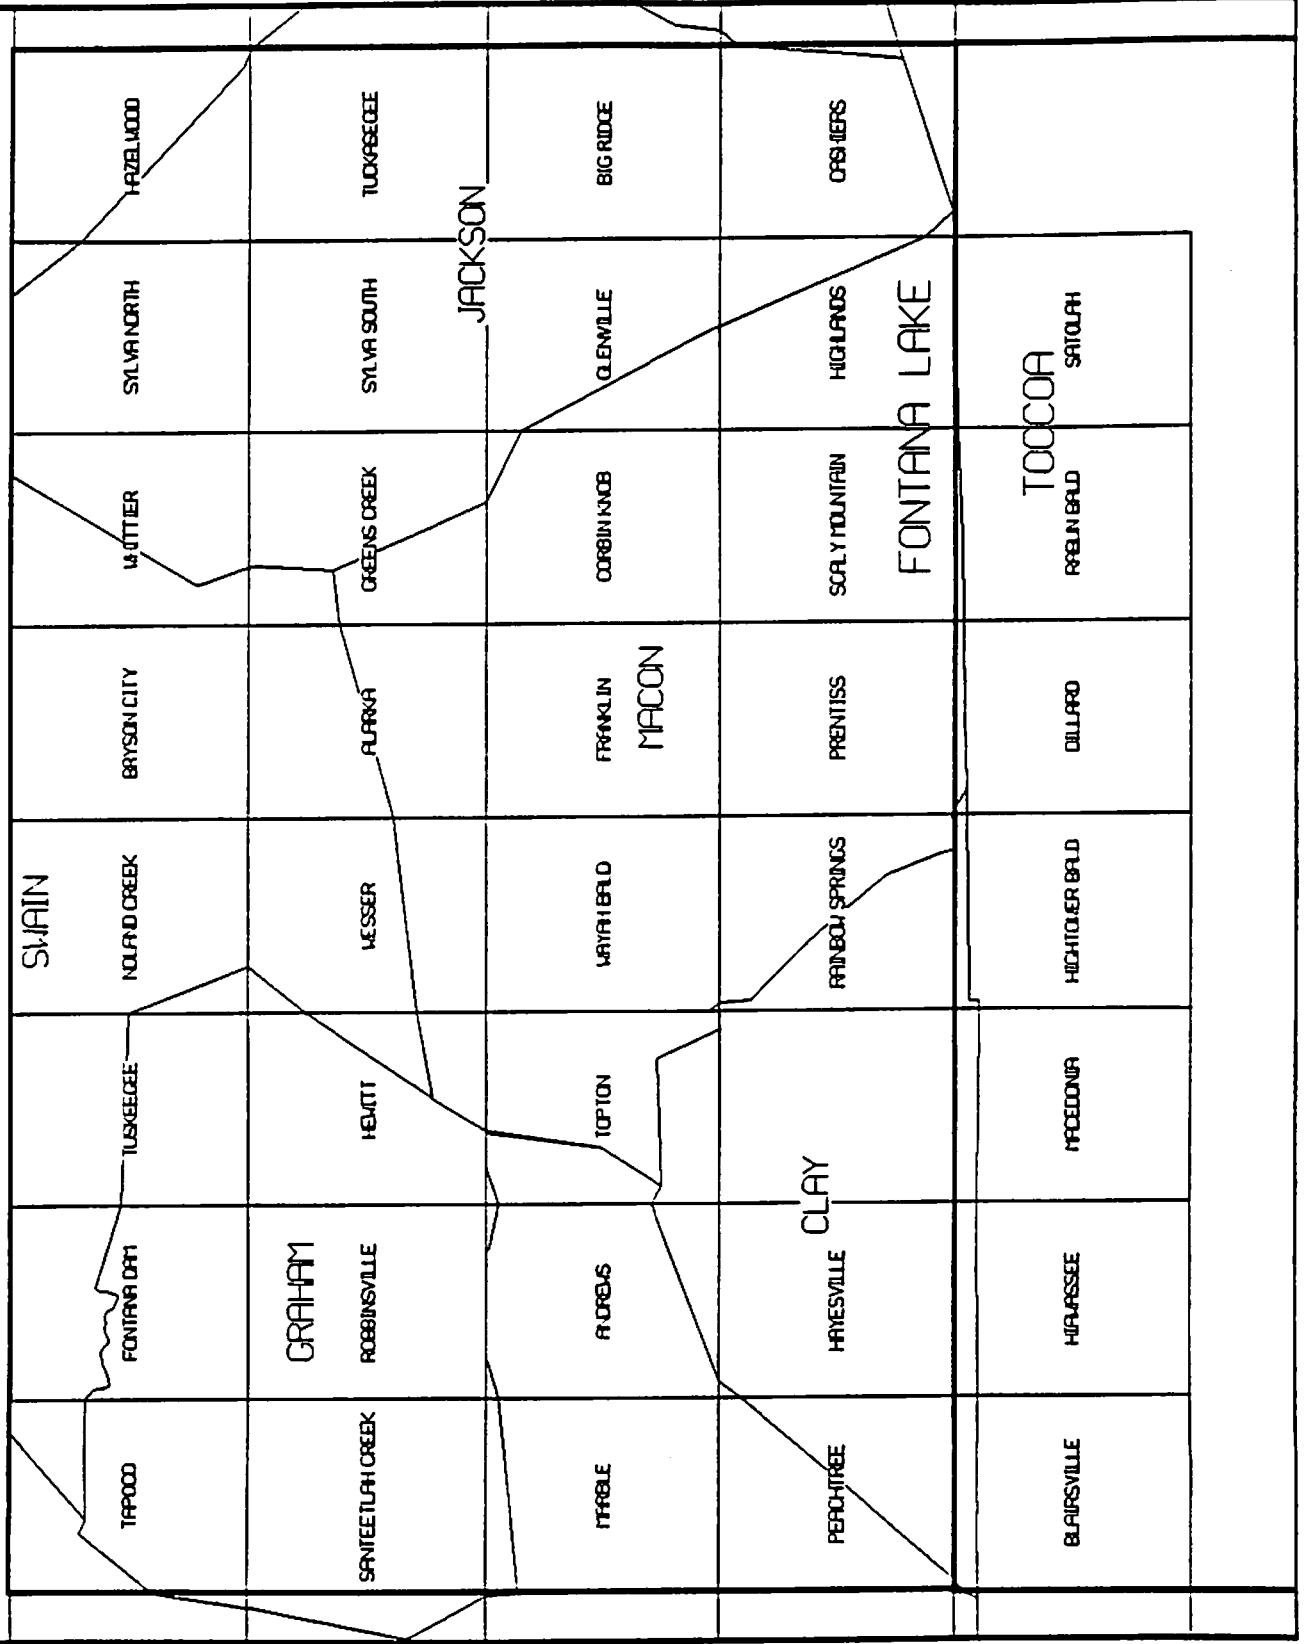 SWAIN
TAPOCO
FONTANA DAM
TUSKEEGEE
NOLAND CREEK
BRYSON CITY
WHITTIER
SYLVA NORTH
HAZELWOOD
GRAHAM
SANTEETLAH CREEK
ROBBINSVILLE
HEWITT
WESSER
ALARKA
GREENS CREEK
SYLVA SOUTH
TUCKASEGEE
JACKSON
MARBLE
ANDREWS
TOPTON
WAYAH BALD
FRANKLIN
CORBIN KNOB
GLENVILLE
BIG RIDGE
MACON
CLAY
PEACHTREE
HAYESVILLE
RAINBOW SPRINGS
PRENTISS
SCALY MOUNTAIN
HIGHLANDS
CASHIERS
FONTANA LAKE
TOCCOA
BLAIRSVILLE
HIAWASSEE
MACEDONIA
HIGHTOWER BALD
DILLARD
RABUN BALD
SATOLAH